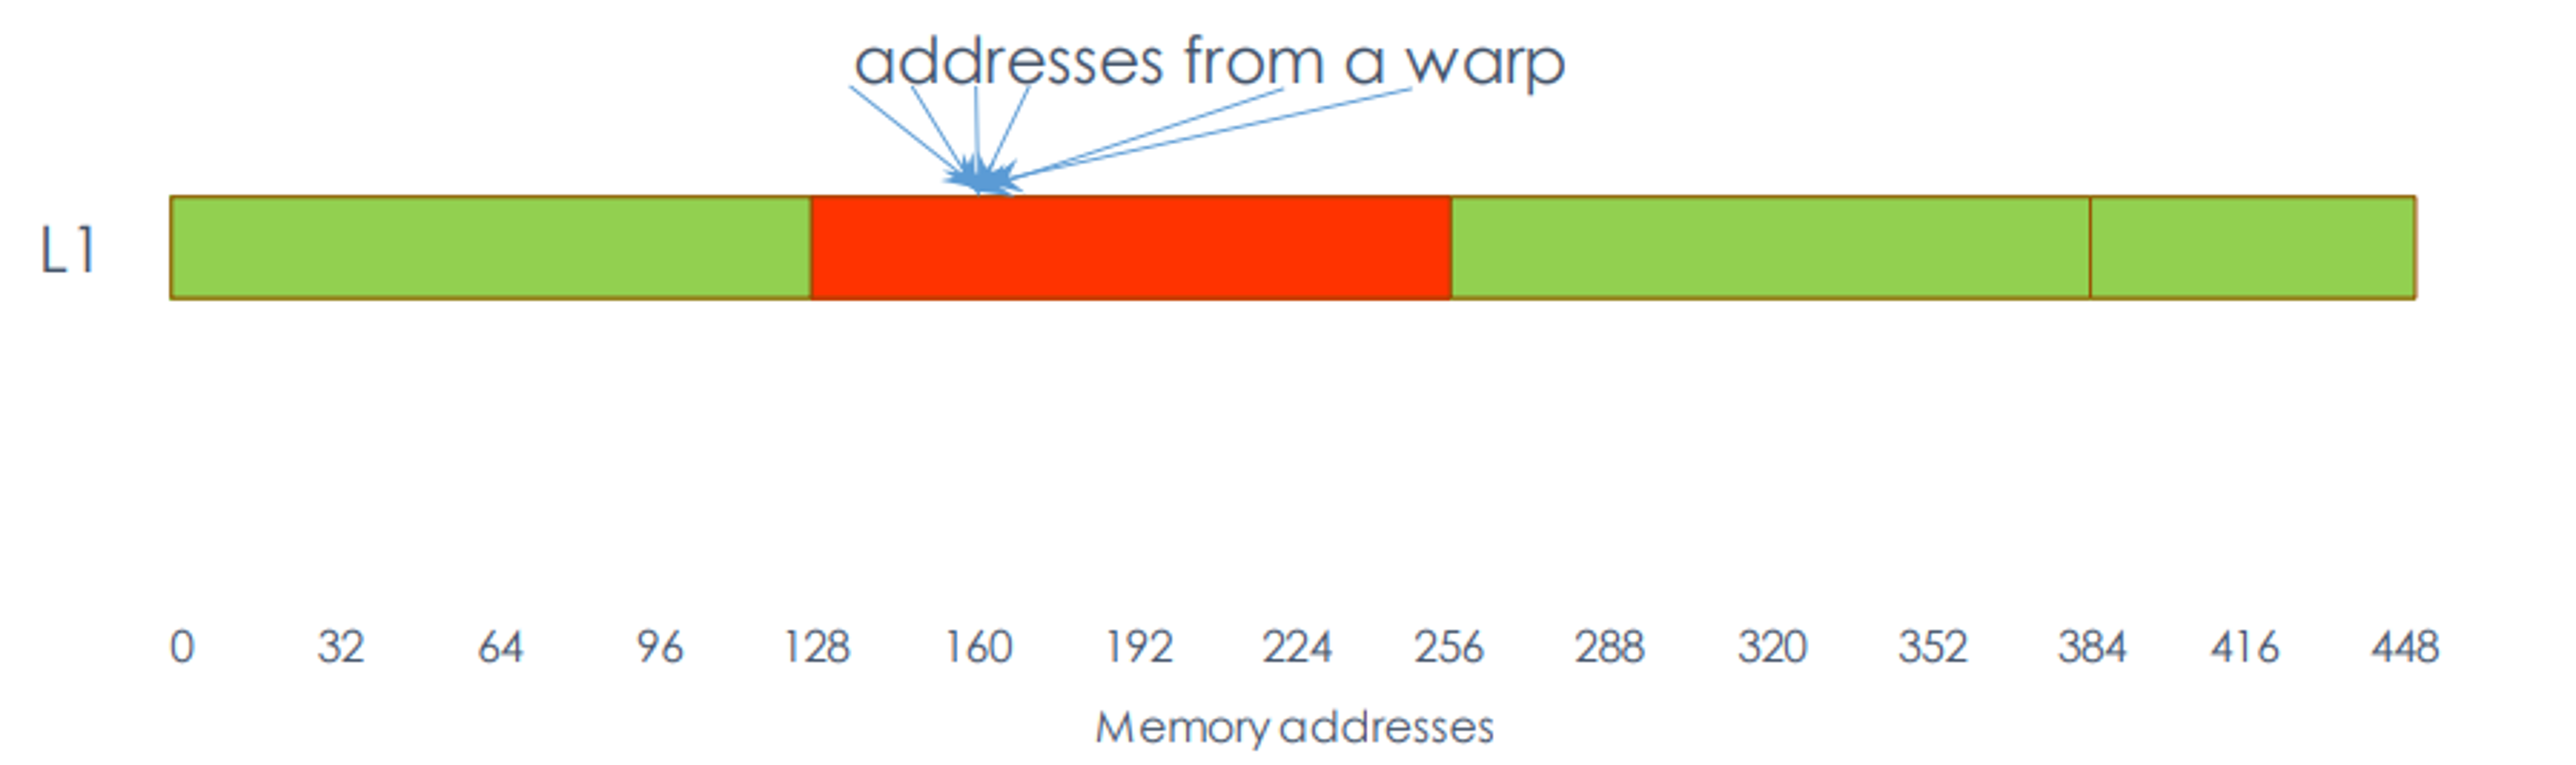 addresses from a warp
L1
0 32 64 96 128 160 192 224 256 288 320 352 384 416 448
Memory addresses